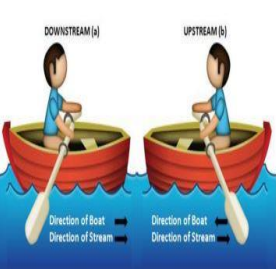 DOWNSTREAM (a)
UPSTREAM (b)
Direction of Boat
Direction of Stream
Direction of Boat
Direction of Stream